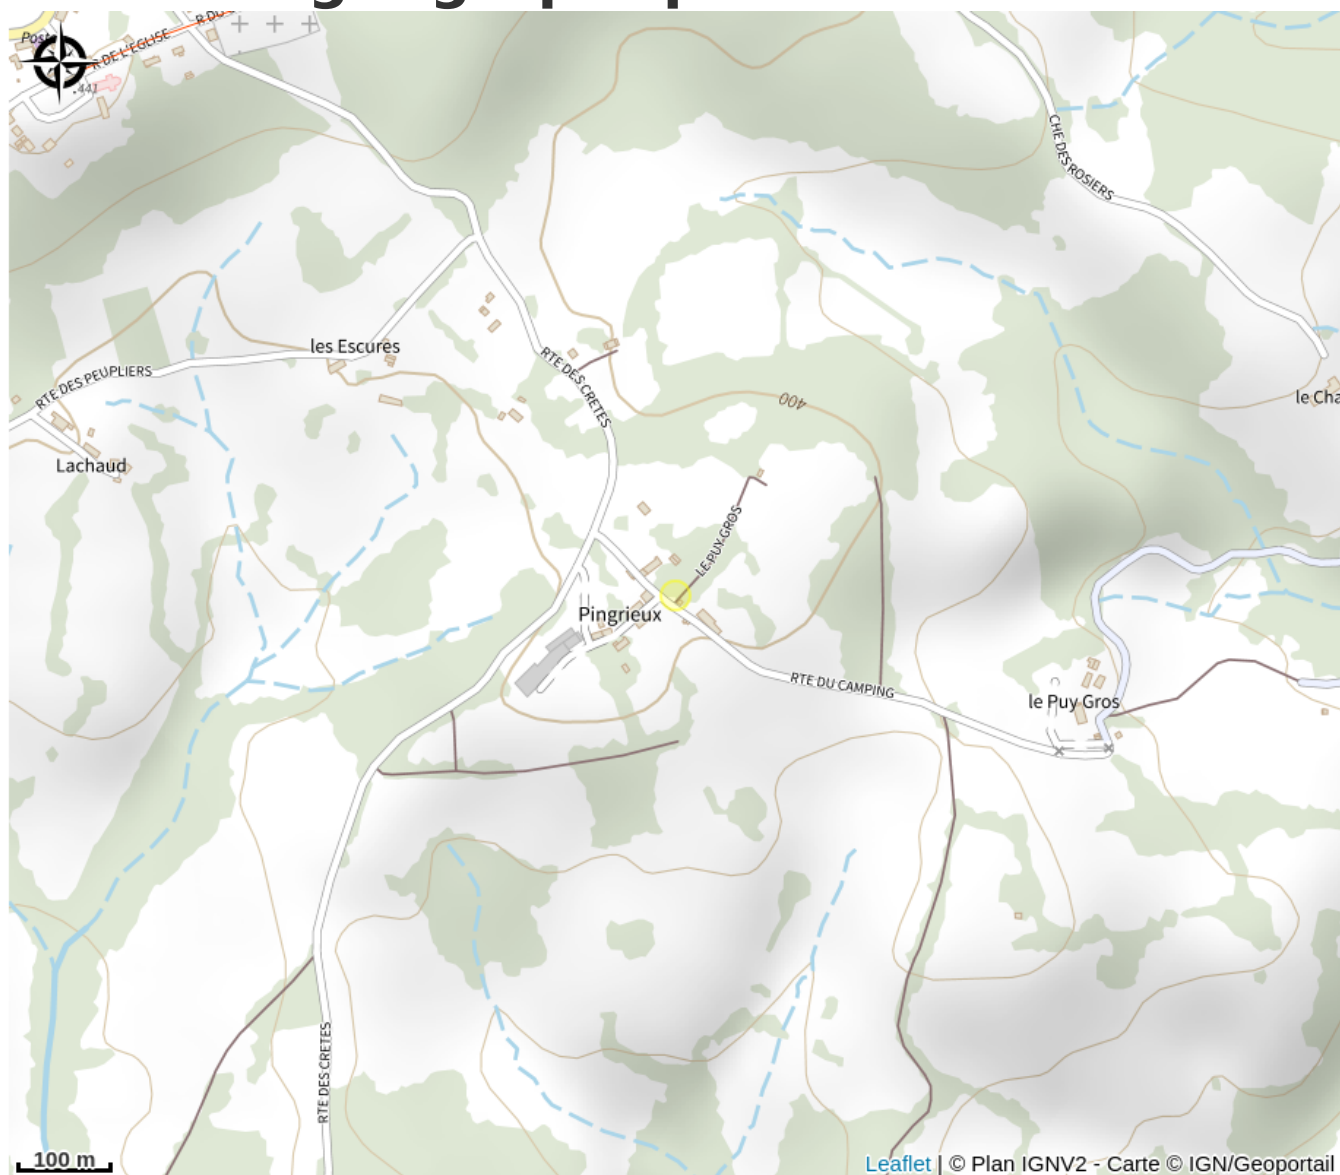 Poste
R DE L'EGLISE
R DU
441
CHE DES ROSIERS
les Escures
RTE DES PEUPLIERS
RTE DES CRETES
400
le Cha
Lachaud
LE PUY GROS
Pingrieux
RTE DU CAMPING
le Puy Gros
RTE DES CRETES
100 m
Leaflet | © Plan IGNV2 - Carte © IGN/Geoportail